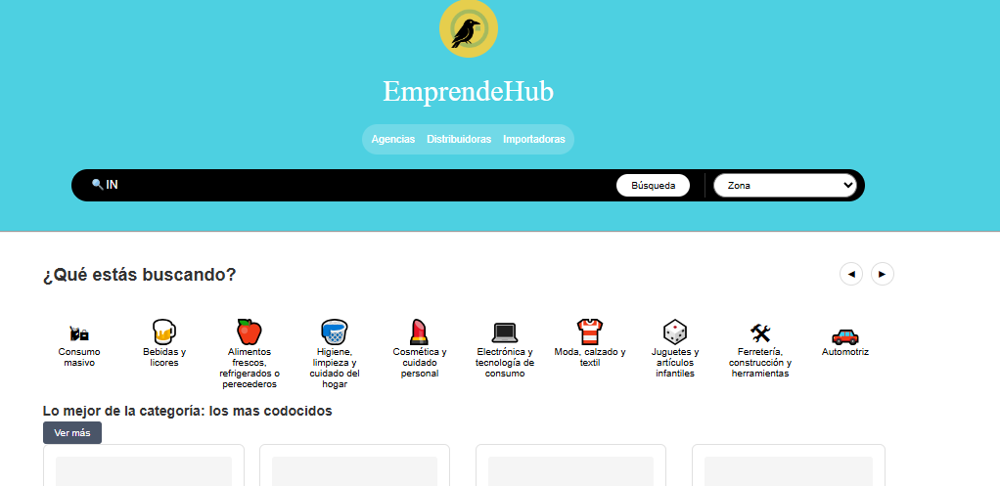 EmprendeHub
Agencias Distribuidoras Importadoras
IN Búsqueda Zona
¿Qué estás buscando?
Consumo
masivo
Bebidas y
licores
Alimentos
frescos,
refrigerados o
perecederos
Higiene,
limpieza y
cuidado del
hogar
Cosmética y
cuidado
personal
Electrónica y
tecnología de
consumo
Moda, calzado y
textil
Juguetes y
artículos
infantiles
Ferretería,
construcción y
herramientas
Automotriz
Lo mejor de la categoría: los mas codocidos
Ver más